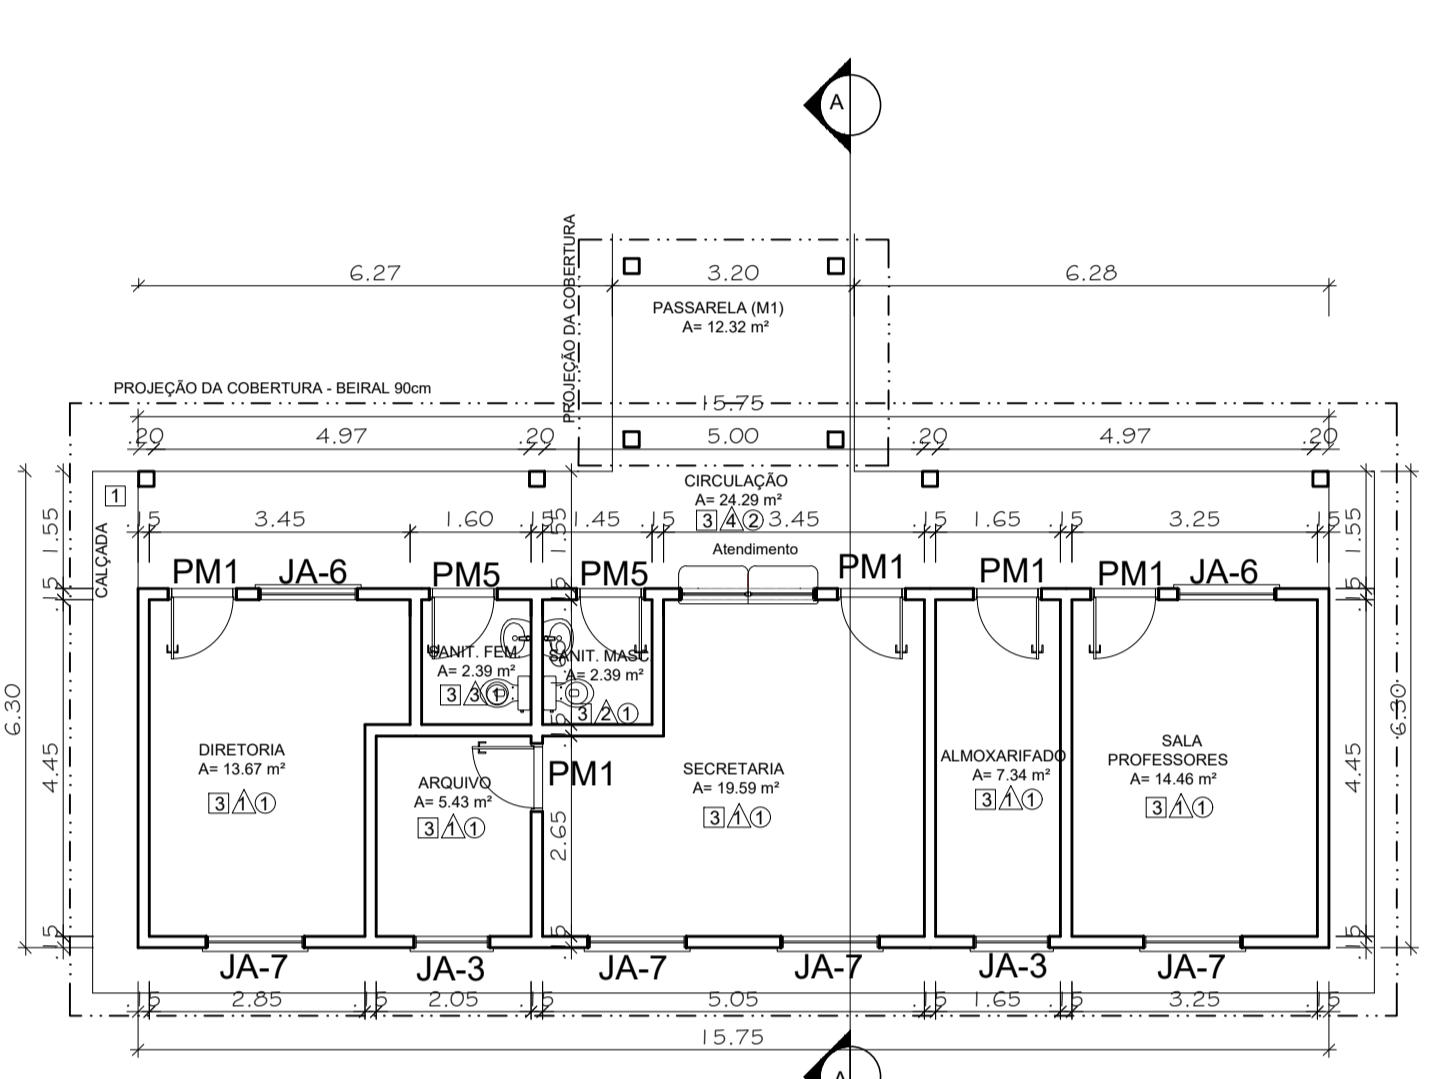 A
PROJEÇÃO DA COBERTURA
6.27
3.20
6.28
PASSARELA (M1)
A= 12.32 m²
PROJEÇÃO DA COBERTURA - BEIRAL 90cm
15.75
.20
4.97
.20
5.00
.20
4.97
.20
CIRCULAÇÃO
A= 24.29 m²
3 4 2
1
CALÇADA
.15
3.45
1.60
.15
1.45
.15
3.45
.15
1.65
.15
3.25
.15
1.55
1.55
1.55
Atendimento
PM1
JA-6
PM5
PM5
PM1
PM1
PM1
JA-6
.15
.15
.15
SANIT. FEM.
A= 2.39 m²
3 3 1
SANIT. MASC.
A= 2.39 m²
3 2 1
6.30
4.45
DIRETORIA
A= 13.67 m²
3 1 1
ARQUIVO
A= 5.43 m²
3 1 1
PM1
.15
2.65
SECRETARIA
A= 19.59 m²
3 1 1
ALMOXARIFADO
A= 7.34 m²
3 1 1
SALA
PROFESSORES
A= 14.46 m²
3 1 1
4.45
6.30
.15
.15
.15
JA-7
JA-3
JA-7
JA-7
JA-3
JA-7
.15
2.85
.15
2.05
.15
5.05
.15
1.65
.15
3.25
.15
15.75
A